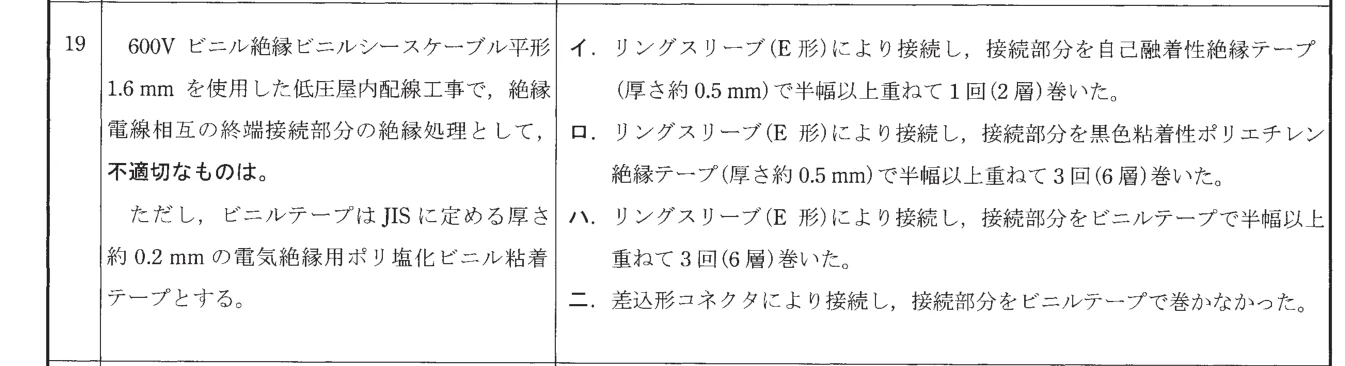 19
600V ビニル絶縁ビニルシースケーブル平形
1.6 mm を使用した低圧屋内配線工事で，絶縁
電線相互の終端接続部分の絶縁処理として，
不適切なものは。
ただし，ビニルテープは JIS に定める厚さ
約 0.2 mm の電気絶縁用ポリ塩化ビニル粘着
テープとする。
イ．リングスリーブ(E 形)により接続し，接続部分を自己融着性絶縁テープ
(厚さ約 0.5 mm)で半幅以上重ねて 1 回(2 層)巻いた。
ロ．リングスリーブ(E 形)により接続し，接続部分を黒色粘着性ポリエチレン
絶縁テープ(厚さ約 0.5 mm)で半幅以上重ねて 3 回(6 層)巻いた。
ハ．リングスリーブ(E 形)により接続し，接続部分をビニルテープで半幅以上
重ねて 3 回(6 層)巻いた。
ニ．差込形コネクタにより接続し，接続部分をビニルテープで巻かなかった。